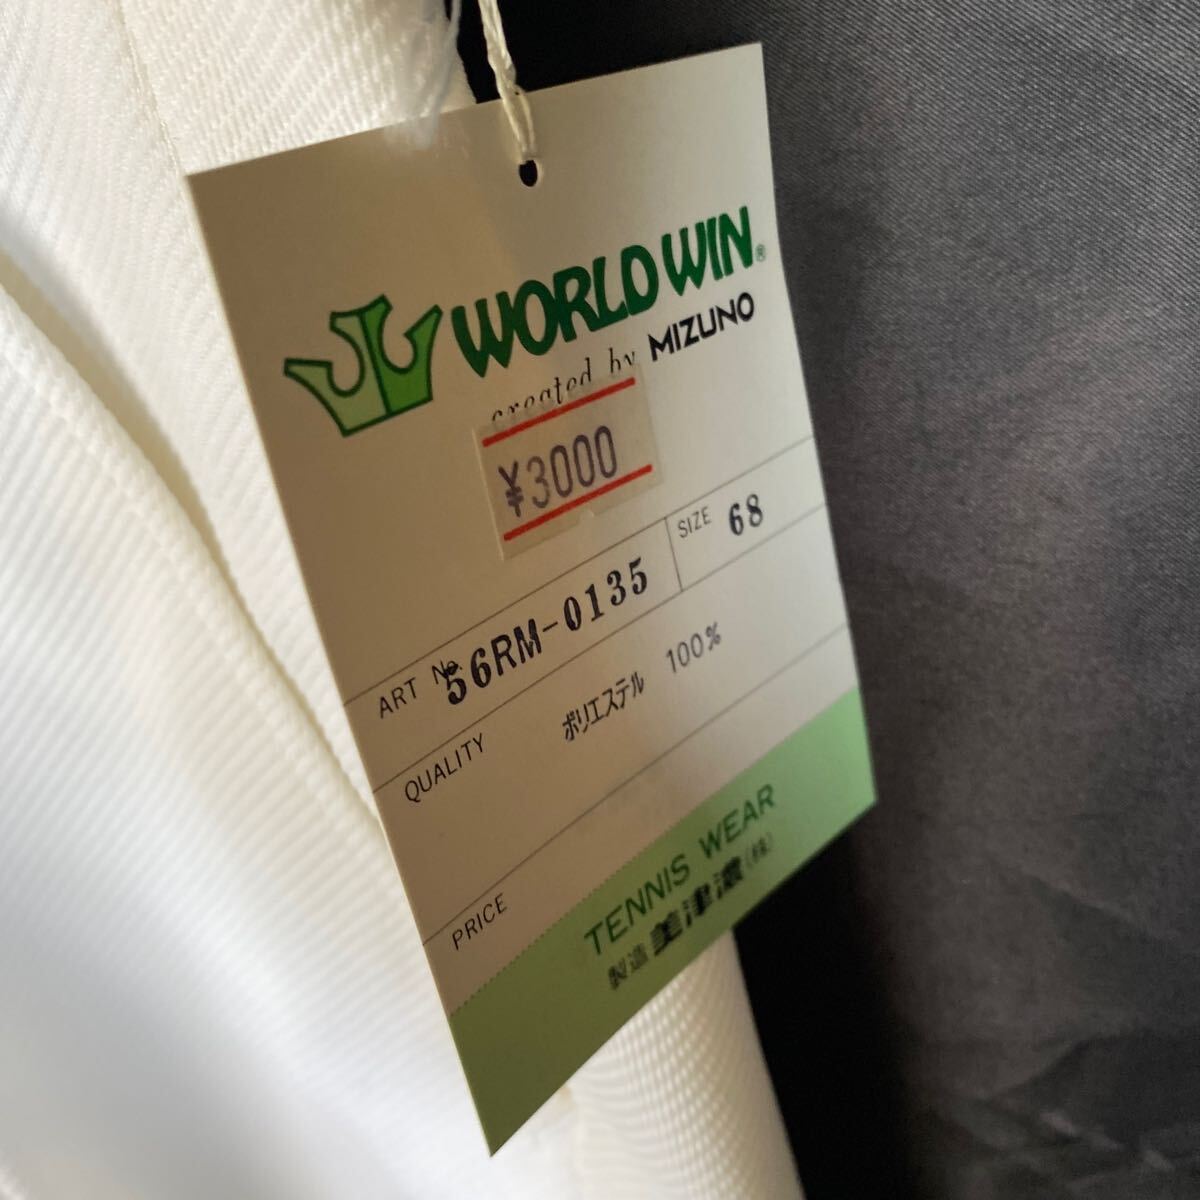 WORLD WIN®
created by MIZUNO
¥3000
ART No. 56RM-0135 SIZE 68
QUALITY ポリエステル 100%
PRICE
TENNIS WEAR
製造 美津濃(株)